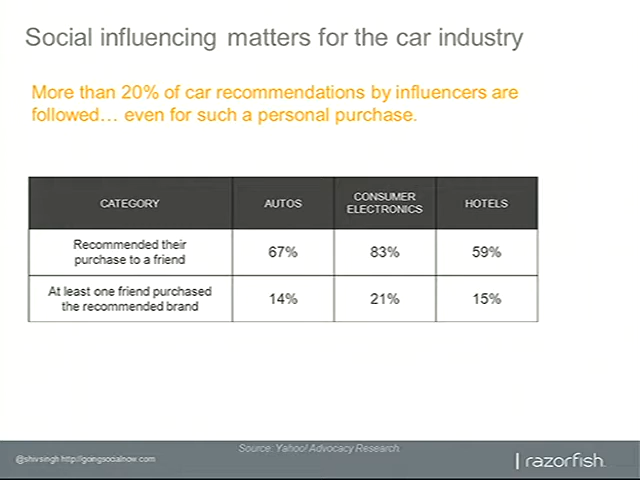 Social influencing matters for the car industry
More than 20% of car recommendations by influencers are
followed... even for such a personal purchase.
CATEGORY AUTOS CONSUMER ELECTRONICS HOTELS
Recommended their
purchase to a friend 67% 83% 59%
At least one friend purchased
the recommended brand 14% 21% 15%
Source: Yahoo! Advocacy Research.
@shivsingh http://goingsocialnow.com
razorfish.